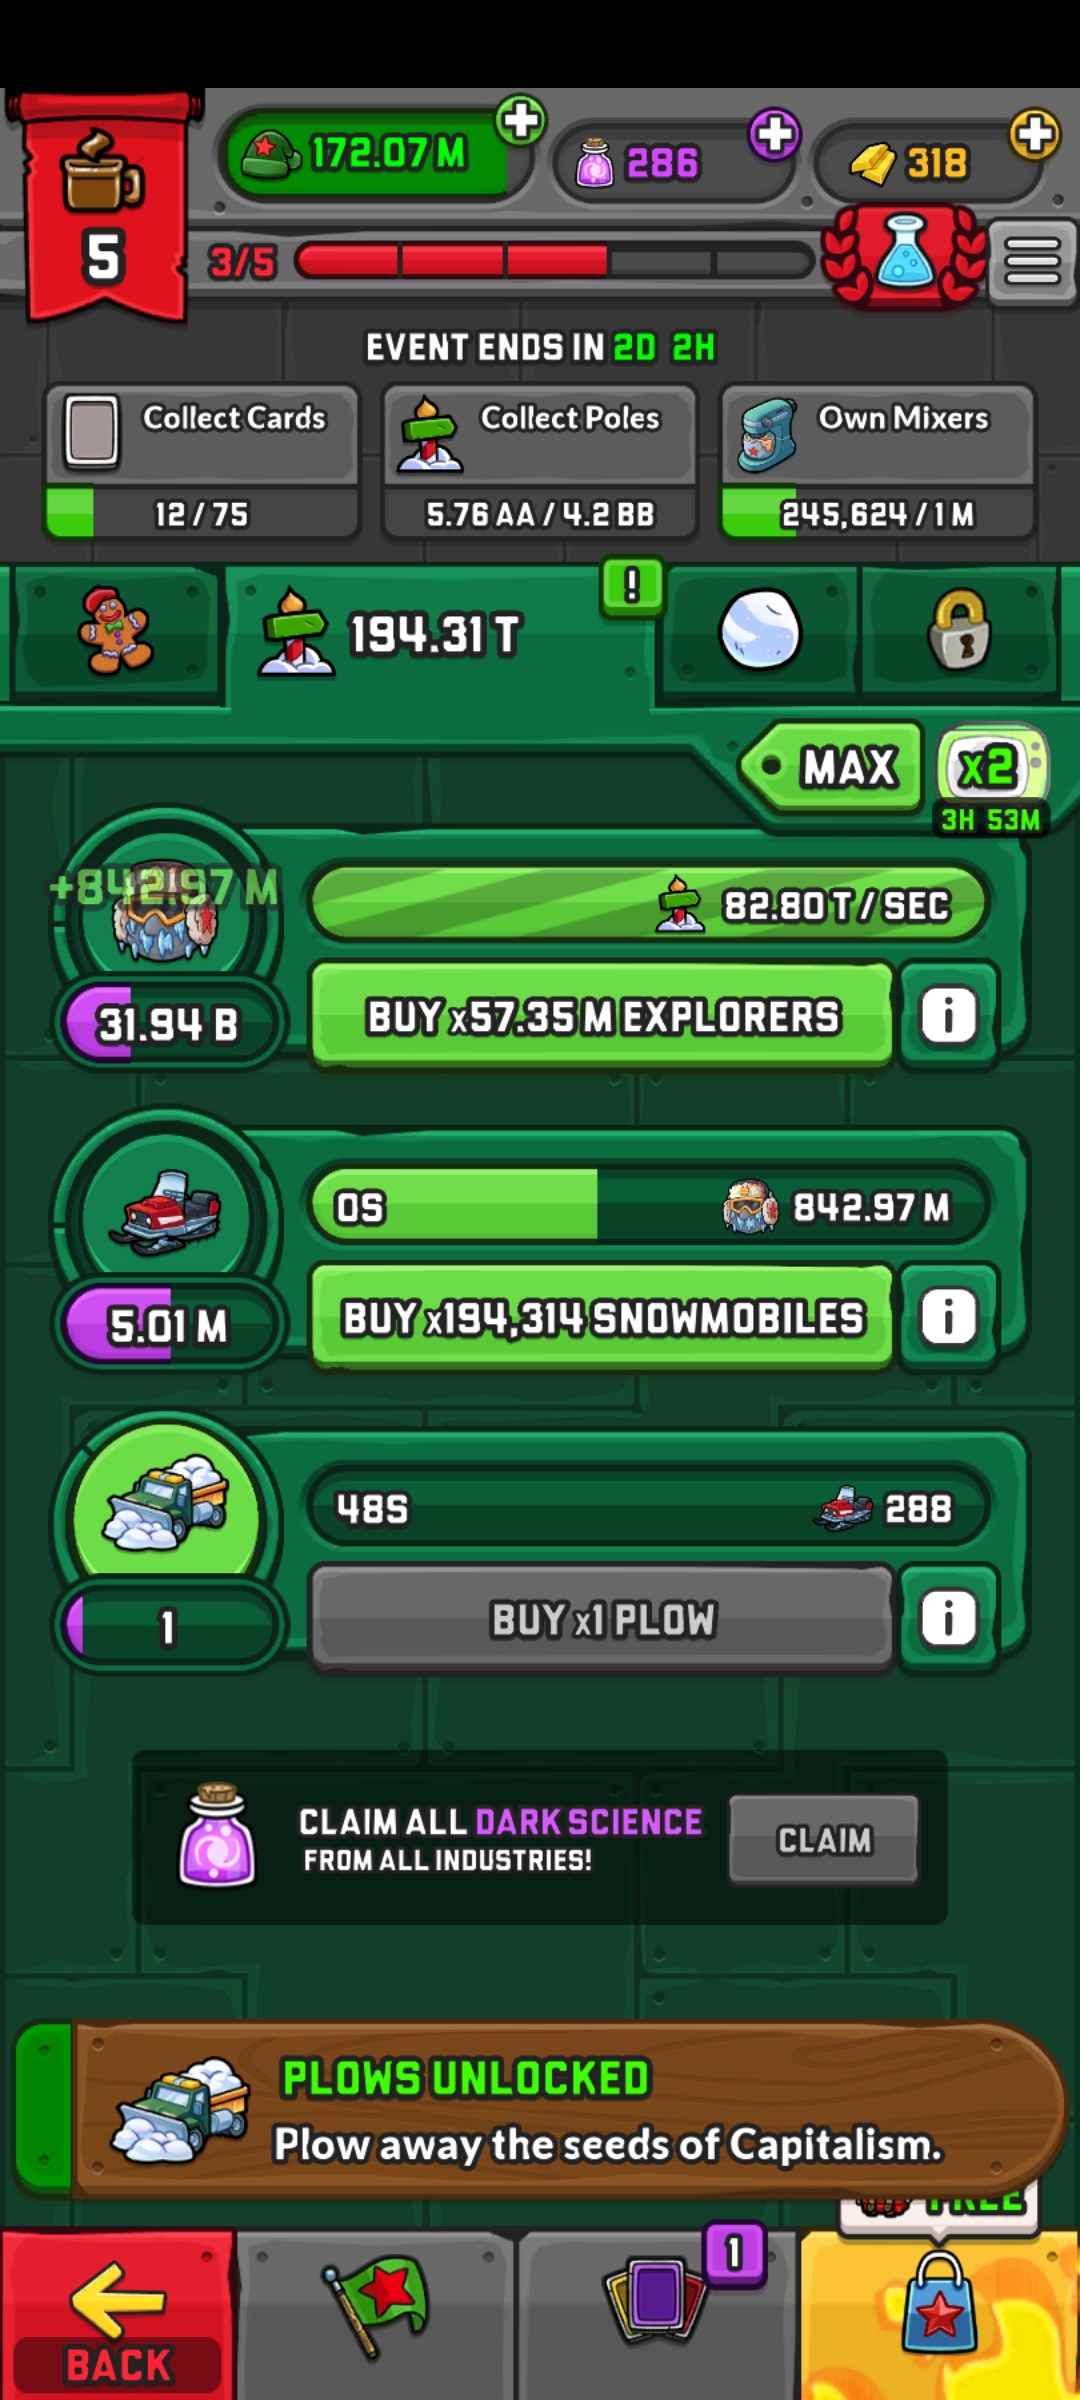 172.07 M
286
318
5
3/5
EVENT ENDS IN 2D 2H
Collect Cards
12 / 75
Collect Poles
5.76 AA / 4.2 BB
Own Mixers
245,624 / 1 M
194.31 T
!
MAX
x2
3H 53M
+842.97 M
82.80 T / SEC
31.94 B
BUY x57.35 M EXPLORERS
i
0S
842.97 M
5.01 M
BUY x194,314 SNOWMOBILES
i
48S
288
1
BUY x1 PLOW
i
CLAIM ALL DARK SCIENCE
FROM ALL INDUSTRIES!
CLAIM
PLOWS UNLOCKED
Plow away the seeds of Capitalism.
FREE
1
BACK